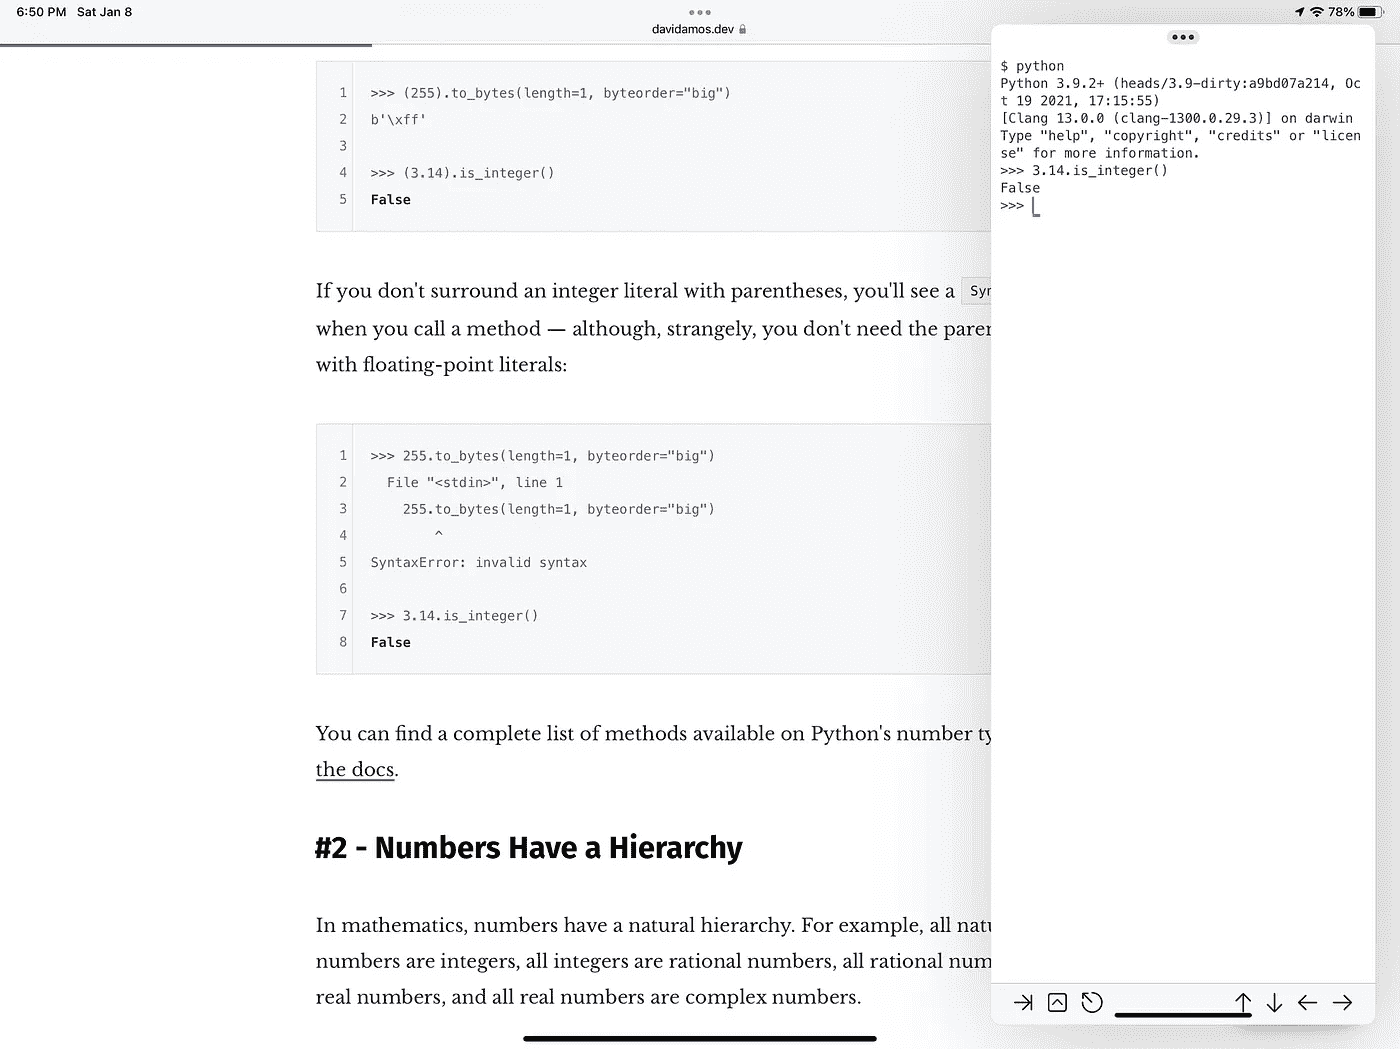 6:50 PM Sat Jan 8
davidamos.dev
78%
1 >>> (255).to_bytes(length=1, byteorder="big")
2 b'\xff'
3
4 >>> (3.14).is_integer()
5 False
If you don't surround an integer literal with parentheses, you'll see a
when you call a method — although, strangely, you don't need the
with floating-point literals:
1 >>> 255.to_bytes(length=1, byteorder="big")
2   File "<stdin>", line 1
3     255.to_bytes(length=1, byteorder="big")
4         ^
5 SyntaxError: invalid syntax
6
7 >>> 3.14.is_integer()
8 False
You can find a complete list of methods available on Python's number
the docs.
#2 - Numbers Have a Hierarchy
In mathematics, numbers have a natural hierarchy. For example, all
numbers are integers, all integers are rational numbers, all rational
real numbers, and all real numbers are complex numbers.
$ python
Python 3.9.2+ (heads/3.9-dirty:a9bd07a214, Oc
t 19 2021, 17:15:55)
[Clang 13.0.0 (clang-1300.0.29.3)] on darwin
Type "help", "copyright", "credits" or "licen
se" for more information.
>>> 3.14.is_integer()
False
>>>